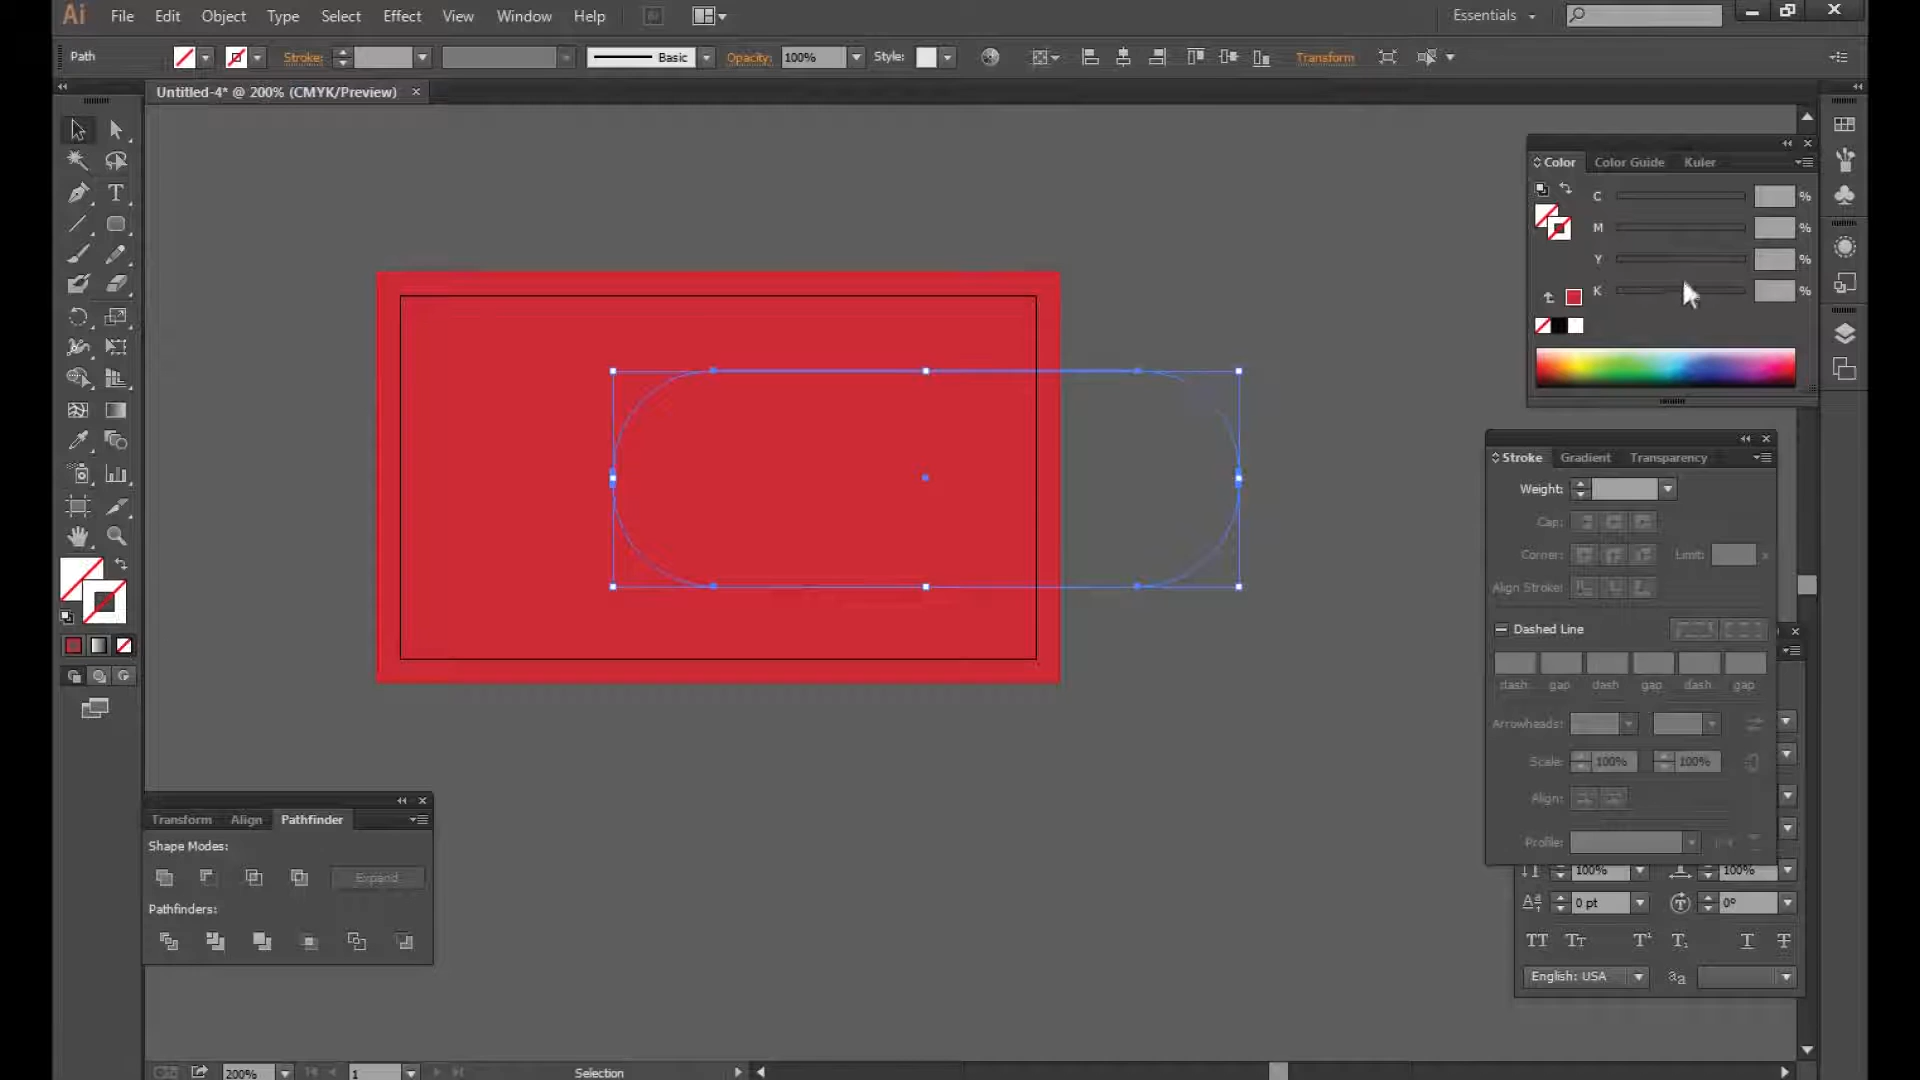 Ai File Edit Object Type Select Effect View Window Help Br Essentials
Path Stroke: Basic Opacity: 100% Style: Transform
Untitled-4* @ 200% (CMYK/Preview) ×
Color Color Guide Kuler
C %
M %
Y %
K %
Stroke Gradient Transparency
Weight:
Cap:
Corner: Limit: x
Align Stroke:
Dashed Line
dash gap dash gap dash gap
Arrowheads:
Scale: 100% 100%
Align:
Profile:
100% 100%
0 pt 0°
English: USA aa
Transform Align Pathfinder
Shape Modes:
Expand
Pathfinders:
200% 1 Selection